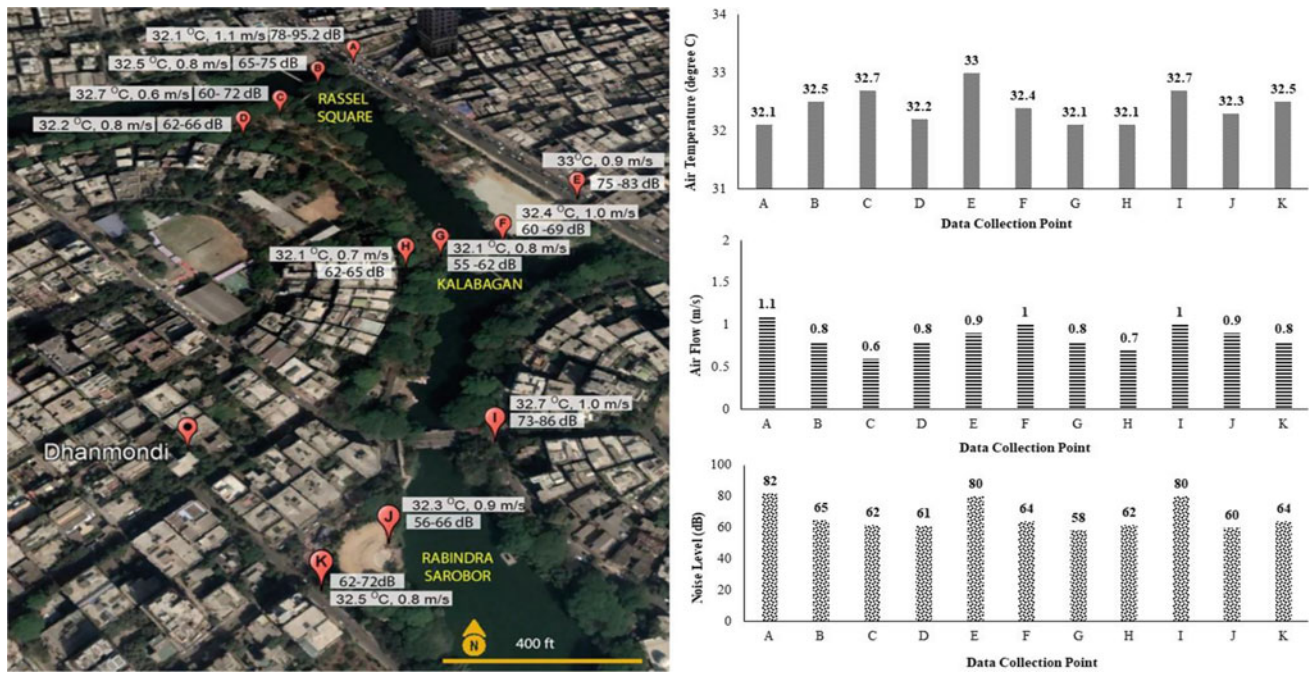 32.1 °C, 1.1 m/s 78-95.2 dB
A
32.5 °C, 0.8 m/s 65-75 dB
B
32.7 °C, 0.6 m/s 60- 72 dB
C
RASSEL
SQUARE
32.2 °C, 0.8 m/s 62-66 dB
D
33°C, 0.9 m/s
E
75 -83 dB
32.4 °C, 1.0 m/s
F
60 -69 dB
G
32.1 °C, 0.8 m/s
55 -62 dB
H
32.1 °C, 0.7 m/s
62-65 dB
KALABAGAN
32.7 °C, 1.0 m/s
I
73-86 dB
Dhanmondi
32.3 °C, 0.9 m/s
J
56-66 dB
RABINDRA
SAROBOR
K
62-72dB
32.5 °C, 0.8 m/s
N
400 ft
Air Temperature (degree C)
34
33
32
31
32.1 32.5 32.7 32.2 33 32.4 32.1 32.1 32.7 32.3 32.5
A B C D E F G H I J K
Data Collection Point
Air Flow (m/s)
2
1.5
1
0.5
0
1.1 0.8 0.6 0.8 0.9 1 0.8 0.7 1 0.9 0.8
A B C D E F G H I J K
Data Collection Point
Noise Level (dB)
100
80
60
40
20
0
82 65 62 61 80 64 58 62 80 60 64
A B C D E F G H I J K
Data Collection Point